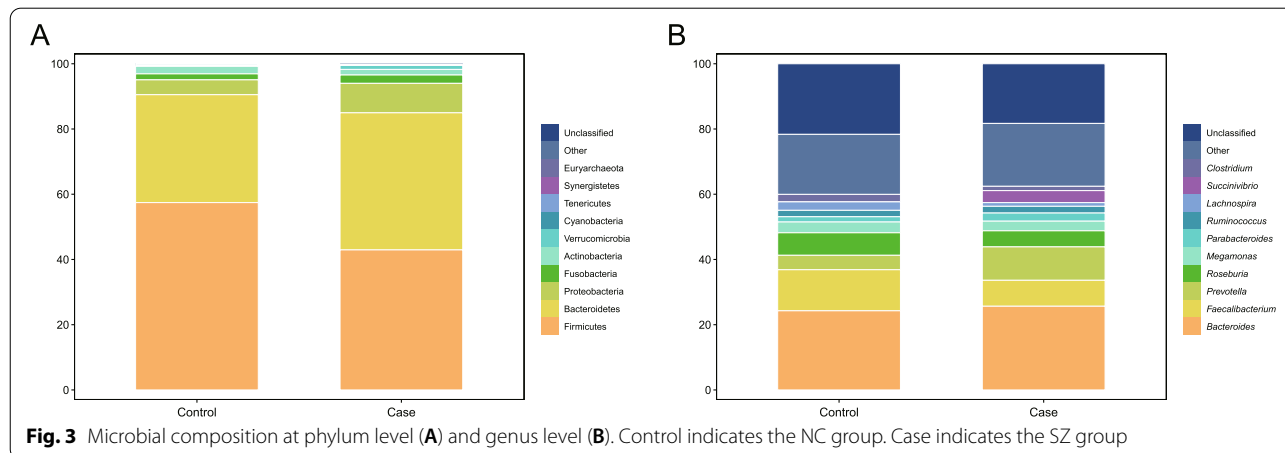 A
100
80
60
40
20
0
Control
Case
Unclassified
Other
Euryarchaeota
Synergistetes
Tenericutes
Cyanobacteria
Verrucomicrobia
Actinobacteria
Fusobacteria
Proteobacteria
Bacteroidetes
Firmicutes
B
100
80
60
40
20
0
Control
Case
Unclassified
Other
Clostridium
Succinivibrio
Lachnospira
Ruminococcus
Parabacteroides
Megamonas
Roseburia
Prevotella
Faecalibacterium
Bacteroides
Fig. 3 Microbial composition at phylum level (A) and genus level (B). Control indicates the NC group. Case indicates the SZ group